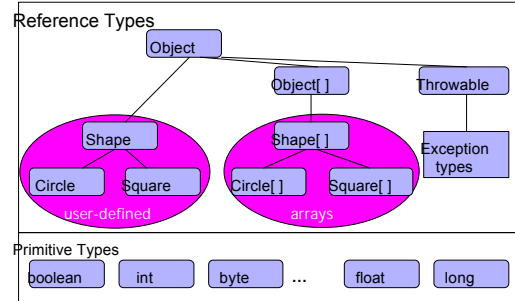 Reference Types
Object
Object[ ]
Throwable
Shape
Shape[ ]
Exception
types
Circle
Square
Circle[ ]
Square[ ]
user-defined
arrays
Primitive Types
boolean
int
byte
...
float
long